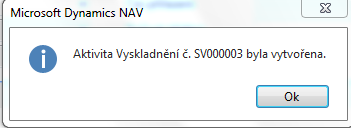 Microsoft Dynamics NAV
Aktivita Vyskladnění č. SV000003 byla vytvořena.
Ok